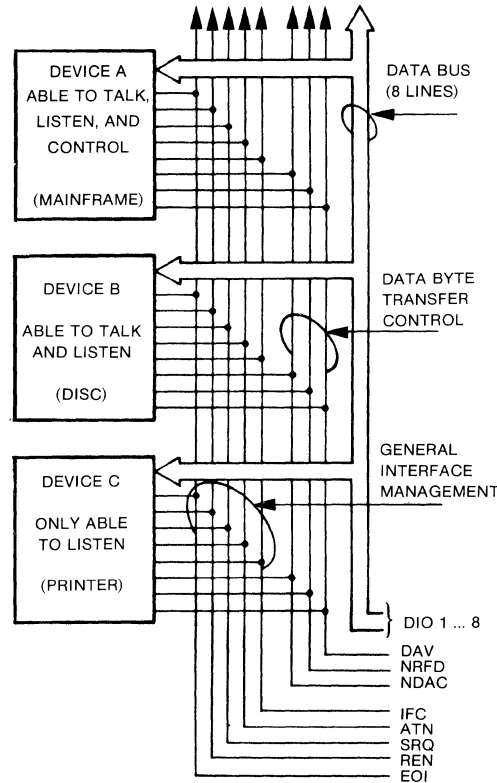 DEVICE A
ABLE TO TALK,
LISTEN, AND
CONTROL
(MAINFRAME)
DATA BUS
(8 LINES)
DEVICE B
ABLE TO TALK
AND LISTEN
(DISC)
DATA BYTE
TRANSFER
CONTROL
DEVICE C
ONLY ABLE
TO LISTEN
(PRINTER)
GENERAL
INTERFACE
MANAGEMENT
DIO 1 ... 8
DAV
NRFD
NDAC
IFC
ATN
SRQ
REN
EOI